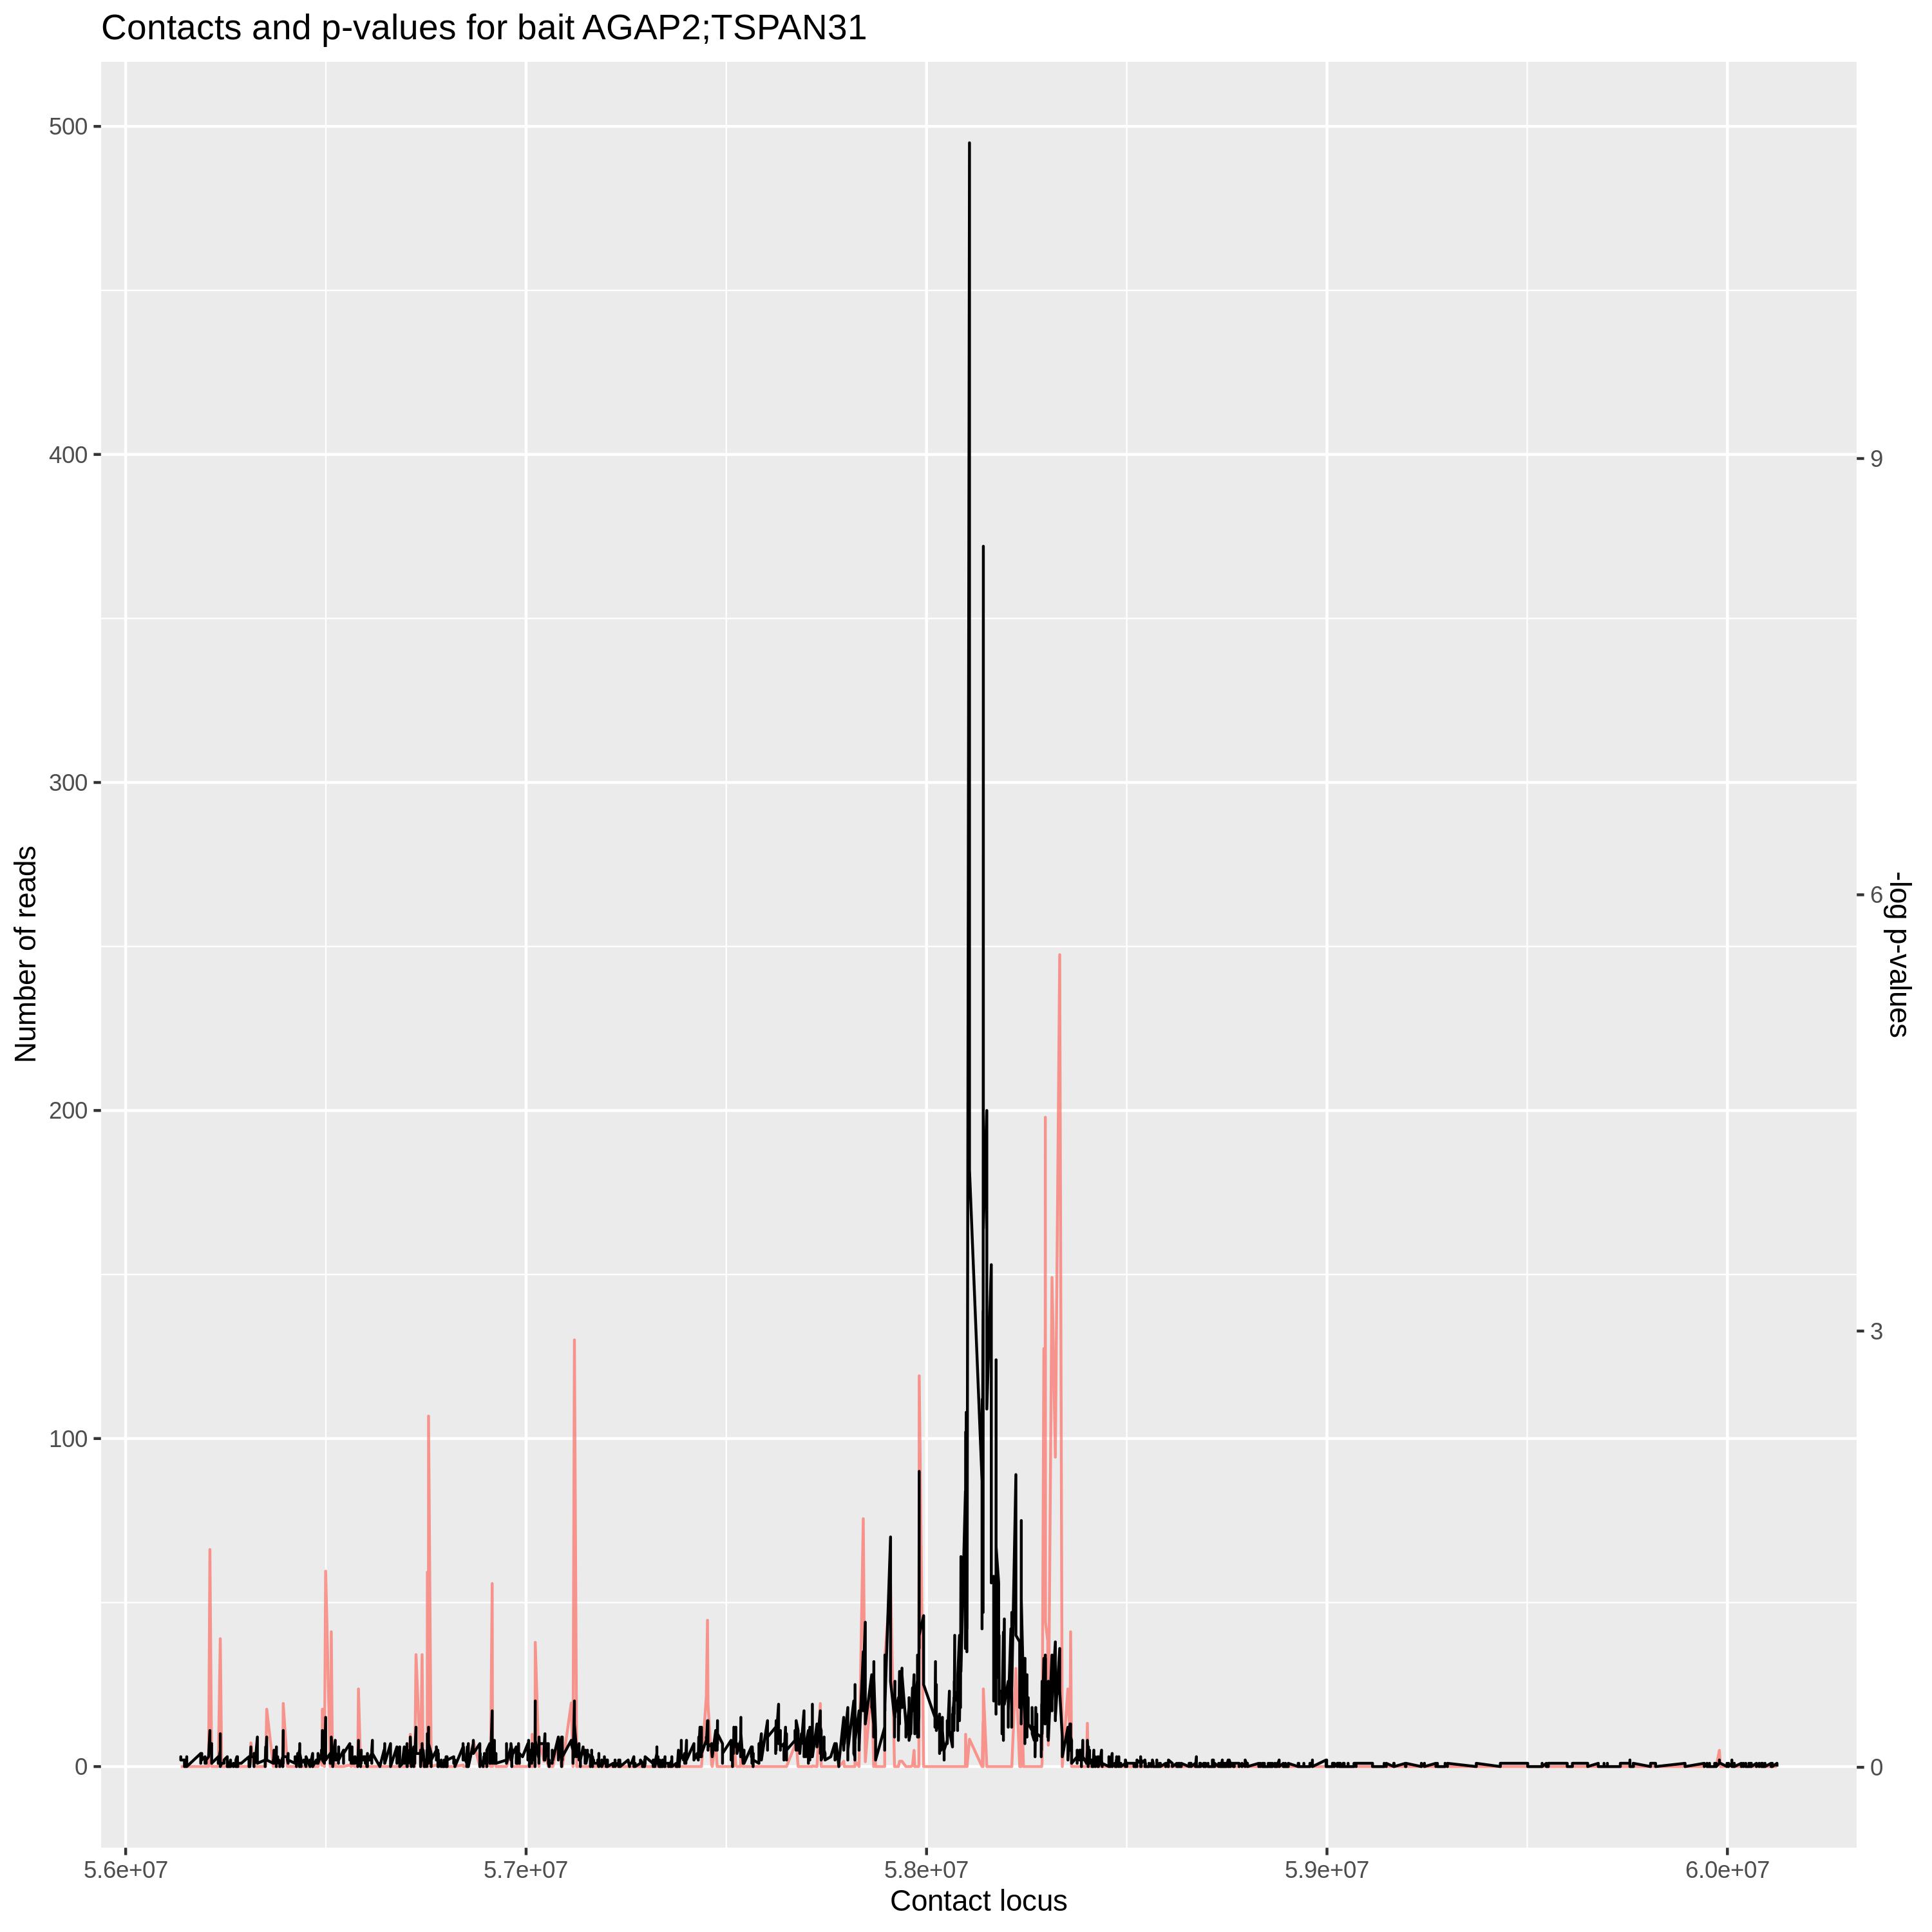 Contacts and p-values for bait AGAP2;TSPAN31
500
400
300
200
100
0
Number of reads
9
6
3
0
-log p-values
5.6e+07
5.7e+07
5.8e+07
5.9e+07
6.0e+07
Contact locus